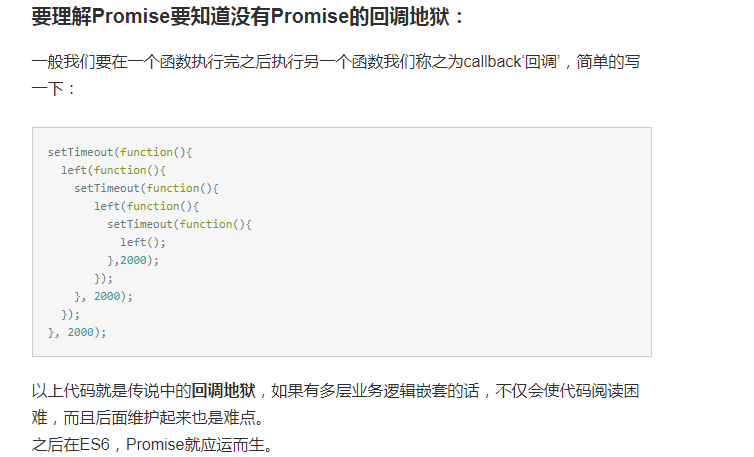 要理解Promise要知道没有Promise的回调地狱：
一般我们要在一个函数执行完之后执行另一个函数我们称之为callback‘回调’，简单的写
一下：
setTimeout(function(){
  left(function(){
    setTimeout(function(){
       left(function(){
         setTimeout(function(){
           left();
         },2000);
       });
    }, 2000);
  });
}, 2000);
以上代码就是传说中的回调地狱，如果有多层业务逻辑嵌套的话，不仅会使代码阅读困
难，而且后面维护起来也是难点。
之后在ES6，Promise就应运而生。